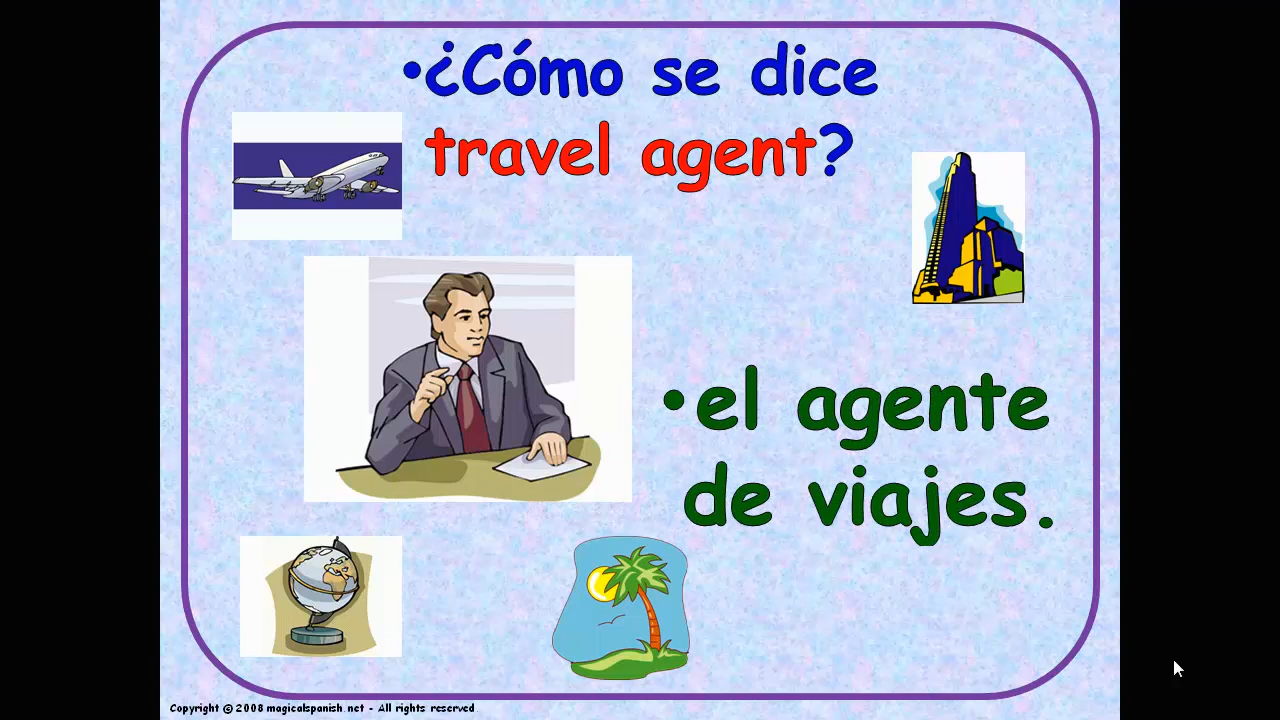 •¿Cómo se dice
travel agent?
•el agente
de viajes.
Copyright © 2008 magicalspanish.net - All rights reserved.